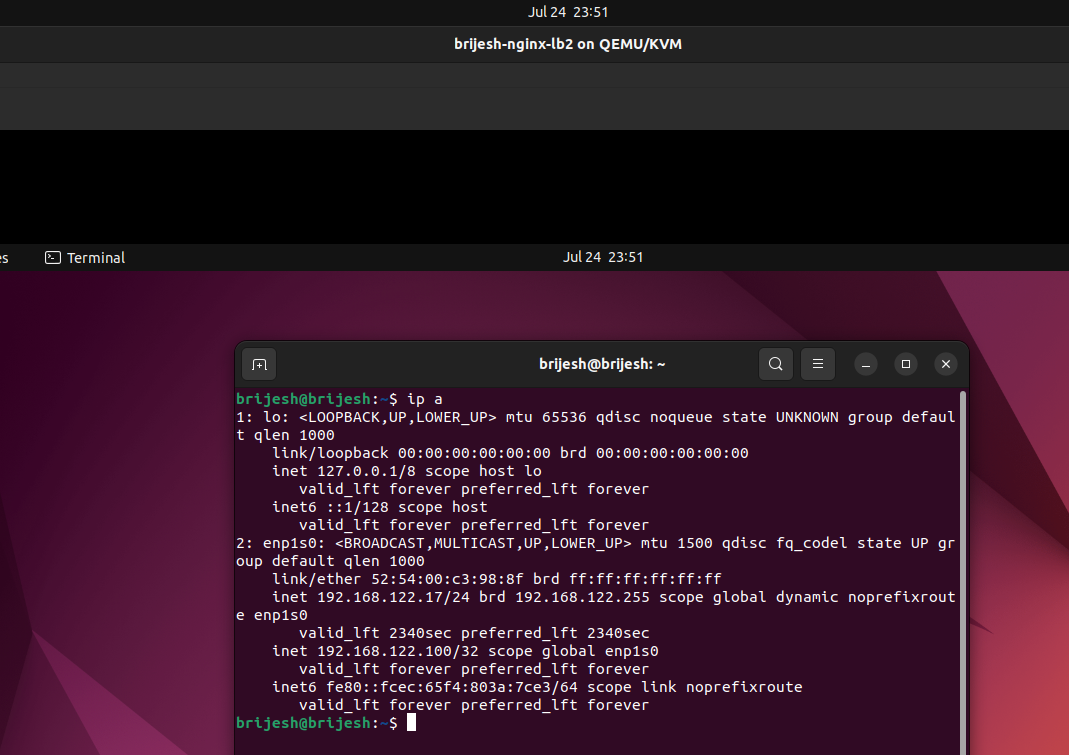 Jul 24 23:51
brijesh-nginx-lb2 on QEMU/KVM
es Terminal Jul 24 23:51
brijesh@brijesh: ~
brijesh@brijesh:~$ ip a
1: lo: <LOOPBACK,UP,LOWER_UP> mtu 65536 qdisc noqueue state UNKNOWN group defaul
t qlen 1000
    link/loopback 00:00:00:00:00:00 brd 00:00:00:00:00:00
    inet 127.0.0.1/8 scope host lo
       valid_lft forever preferred_lft forever
    inet6 ::1/128 scope host
       valid_lft forever preferred_lft forever
2: enp1s0: <BROADCAST,MULTICAST,UP,LOWER_UP> mtu 1500 qdisc fq_codel state UP gr
oup default qlen 1000
    link/ether 52:54:00:c3:98:8f brd ff:ff:ff:ff:ff:ff
    inet 192.168.122.17/24 brd 192.168.122.255 scope global dynamic noprefixrout
e enp1s0
       valid_lft 2340sec preferred_lft 2340sec
    inet 192.168.122.100/32 scope global enp1s0
       valid_lft forever preferred_lft forever
    inet6 fe80::fcec:65f4:803a:7ce3/64 scope link noprefixroute
       valid_lft forever preferred_lft forever
brijesh@brijesh:~$